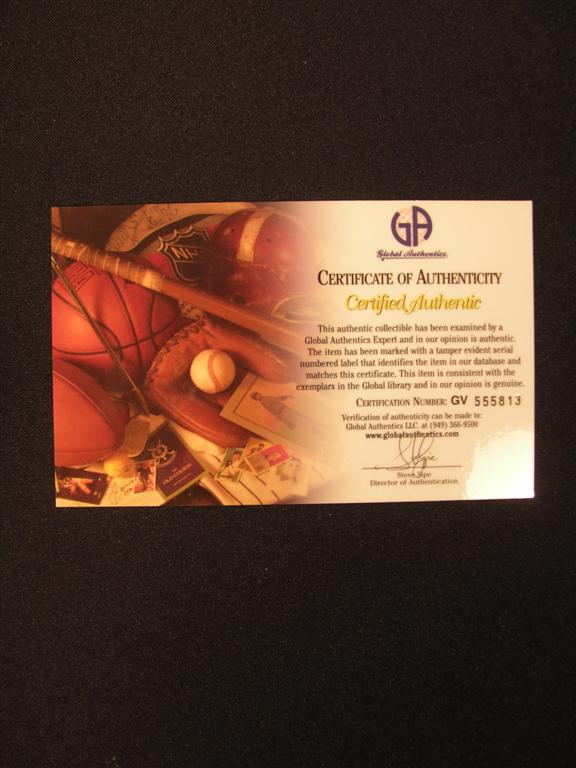 NH
GA
Global Authentics
CERTIFICATE OF AUTHENTICITY
Certified Authentic
This authentic collectible has been examined by a
Global Authentics Expert and in our opinion is authentic.
The item has been marked with a tamper evident serial
numbered label that identifies the item in our database and
matches this certificate. This item is consistent with the
exemplars in the Global library and in our opinion is genuine.
CERTIFICATION NUMBER: GV 555813
Verification of authenticity can be made to:
Global Authentics LLC. at (949) 366-9500
www.globalauthentics.com
Steve Sipe
Director of Authentication